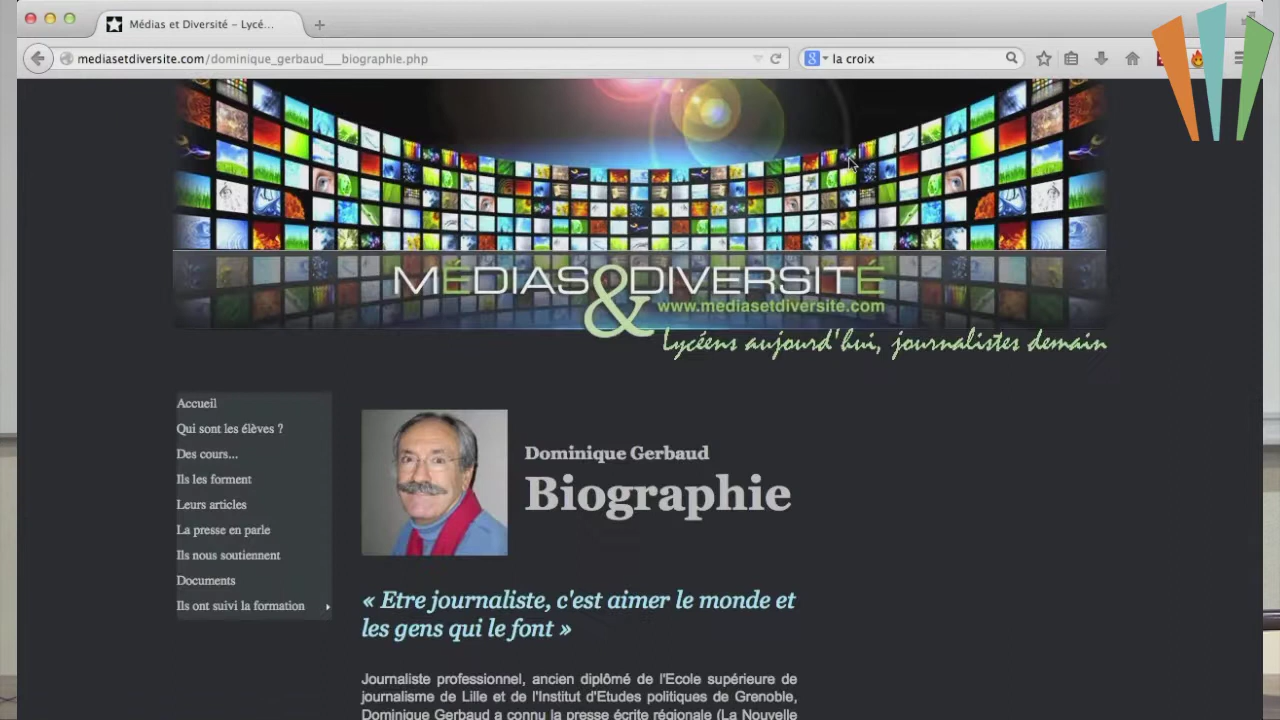 Médias et Diversité – Lycé...
mediasetdiversite.com/dominique_gerbaud__biographie.php
la croix
MÉDIAS&DIVERSITÉ
www.mediasetdiversite.com
Lycéens aujourd'hui, journalistes demain
Accueil
Qui sont les élèves ?
Des cours...
Ils les forment
Leurs articles
La presse en parle
Ils nous soutiennent
Documents
Ils ont suivi la formation
Dominique Gerbaud
Biographie
« Etre journaliste, c'est aimer le monde et
les gens qui le font »
Journaliste professionnel, ancien diplômé de l'Ecole supérieure de
journalisme de Lille et de l'Institut d'Etudes politiques de Grenoble,
Dominique Gerbaud a connu la presse écrite régionale (La Nouvelle